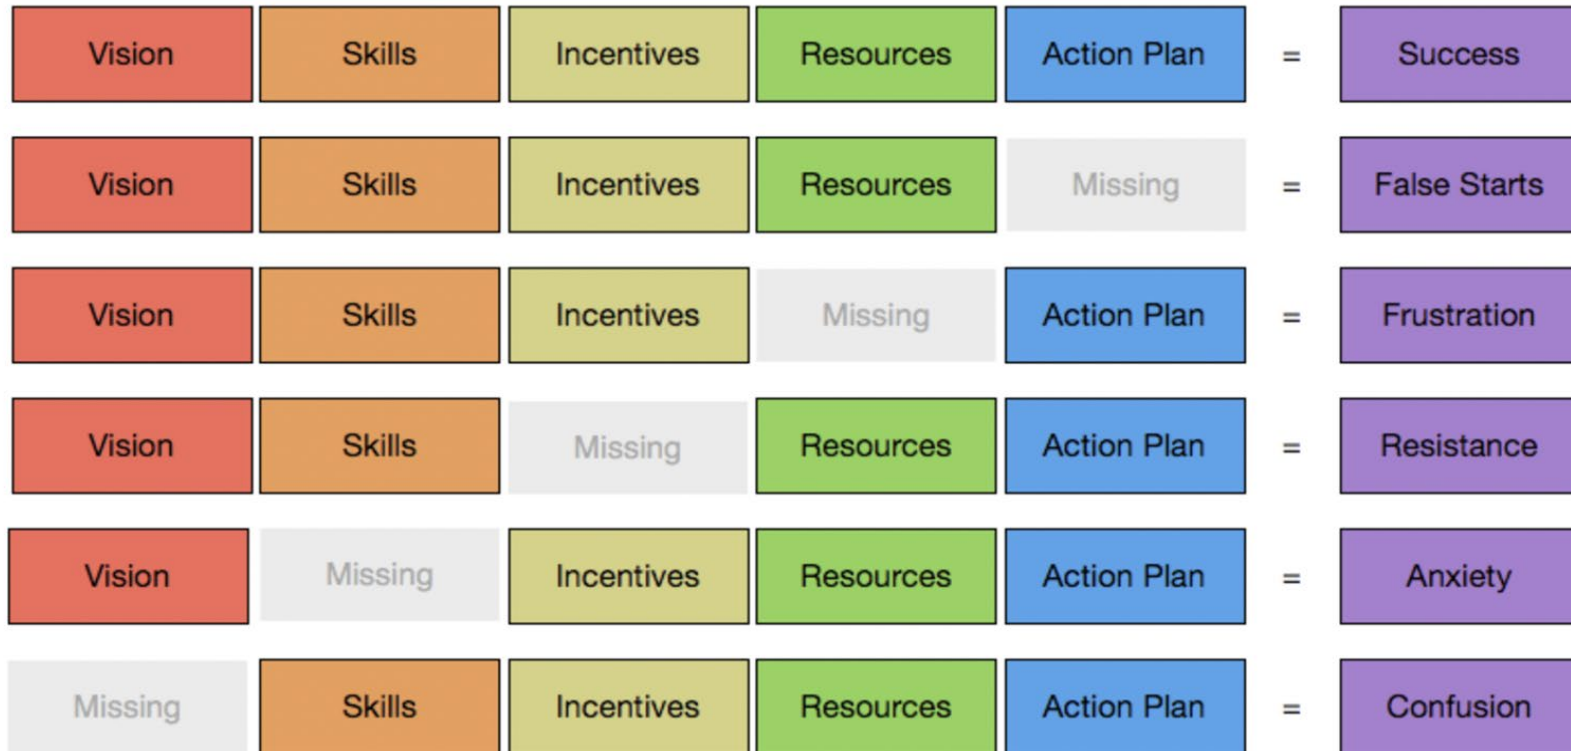 Vision Skills Incentives Resources Action Plan = Success
Vision Skills Incentives Resources Missing = False Starts
Vision Skills Incentives Missing Action Plan = Frustration
Vision Skills Missing Resources Action Plan = Resistance
Vision Missing Incentives Resources Action Plan = Anxiety
Missing Skills Incentives Resources Action Plan = Confusion